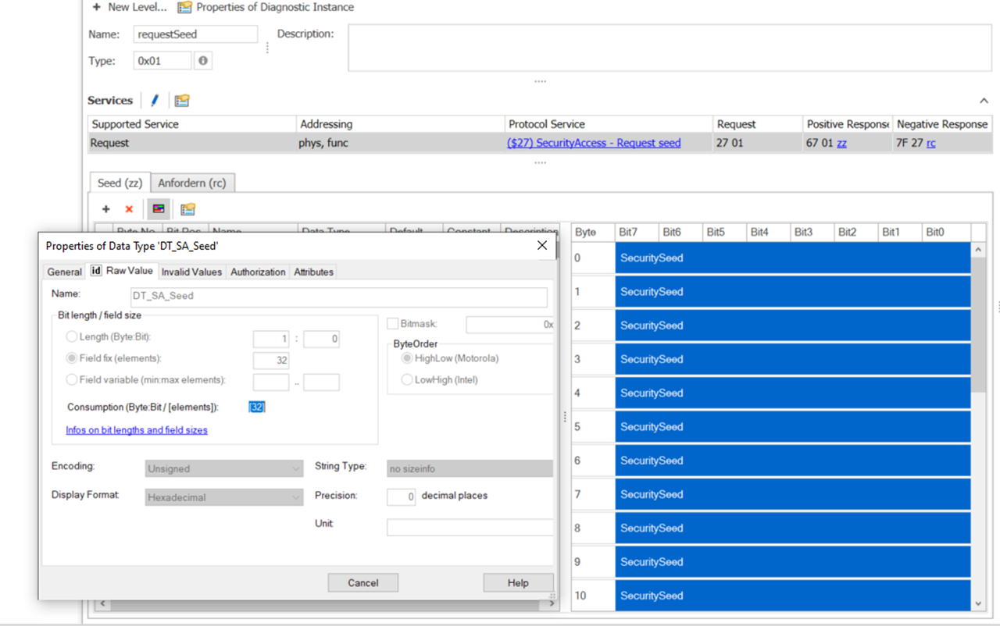 + New Level... Properties of Diagnostic Instance
Name: requestSeed Description:
Type: 0x01
Services
Supported Service Addressing Protocol Service Request Positive Response Negative Response
Request phys, func ($27) SecurityAccess - Request seed 27 01 67 01 zz 7F 27 rc
Seed (zz) Anfordern (rc)
Byte No Bit Pos Name Data Type Default Constant Description
Properties of Data Type 'DT_SA_Seed'
General id Raw Value Invalid Values Authorization Attributes
Name: DT_SA_Seed
Bit length / field size
Length (Byte:Bit): 1 : 0
Field fix (elements): 32
Field variable (min:max elements): ..
Consumption (Byte:Bit / [elements]): [32]
Infos on bit lengths and field sizes
Bitmask: 0x
ByteOrder
HighLow (Motorola)
LowHigh (Intel)
Encoding: Unsigned String Type: no sizeinfo
Display Format: Hexadecimal Precision: 0 decimal places
Unit:
Cancel Help
Byte Bit7 Bit6 Bit5 Bit4 Bit3 Bit2 Bit1 Bit0
0 SecuritySeed
1 SecuritySeed
2 SecuritySeed
3 SecuritySeed
4 SecuritySeed
5 SecuritySeed
6 SecuritySeed
7 SecuritySeed
8 SecuritySeed
9 SecuritySeed
10 SecuritySeed